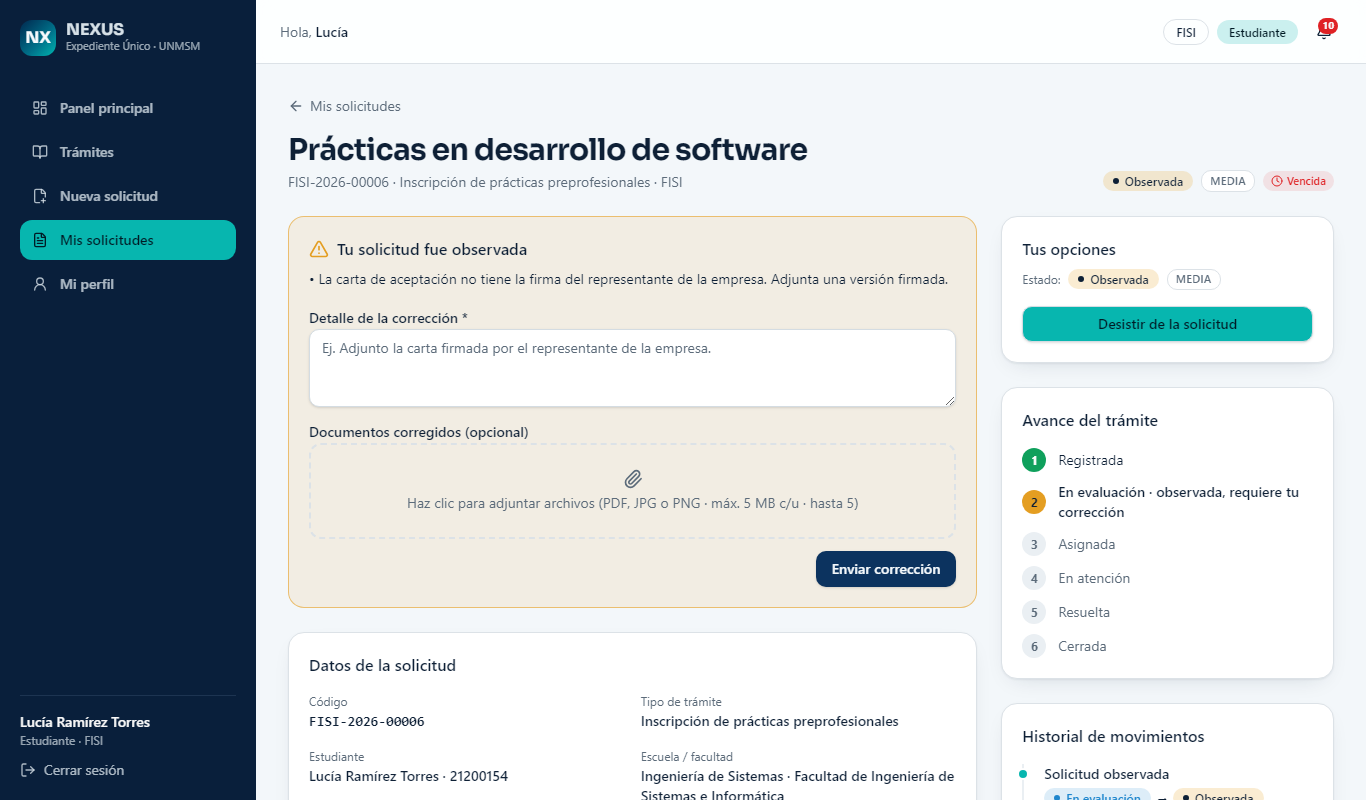 NX
NEXUS
Expediente Único · UNMSM
Panel principal
Trámites
Nueva solicitud
Mis solicitudes
Mi perfil
Lucía Ramírez Torres
Estudiante · FISI
Cerrar sesión
Hola, Lucía
FISI
Estudiante
10
← Mis solicitudes
Prácticas en desarrollo de software
FISI-2026-00006 · Inscripción de prácticas preprofesionales · FISI
• Observada
MEDIA
Vencida
Tu solicitud fue observada
• La carta de aceptación no tiene la firma del representante de la empresa. Adjunta una versión firmada.
Detalle de la corrección *
Ej. Adjunto la carta firmada por el representante de la empresa.
Documentos corregidos (opcional)
Haz clic para adjuntar archivos (PDF, JPG o PNG · máx. 5 MB c/u · hasta 5)
Enviar corrección
Datos de la solicitud
Código
FISI-2026-00006
Tipo de trámite
Inscripción de prácticas preprofesionales
Estudiante
Lucía Ramírez Torres · 21200154
Escuela / facultad
Ingeniería de Sistemas · Facultad de Ingeniería de
Sistemas e Informática
Tus opciones
Estado: • Observada MEDIA
Desistir de la solicitud
Avance del trámite
1 Registrada
2 En evaluación · observada, requiere tu
corrección
3 Asignada
4 En atención
5 Resuelta
6 Cerrada
Historial de movimientos
Solicitud observada
• En evaluación → • Observada